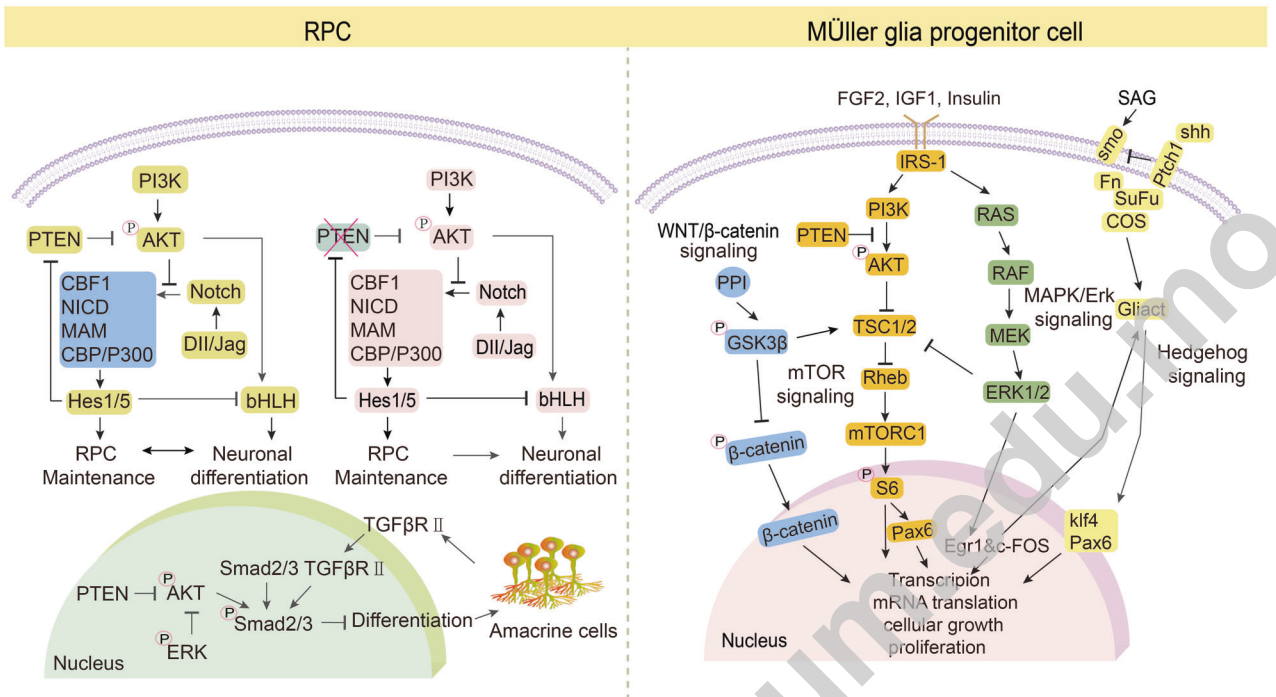 RPC
MÜller glia progenitor cell
PI3K
P
PTEN
AKT
CBF1
NICD
MAM
CBP/P300
Notch
DII/Jag
Hes1/5
bHLH
RPC
Maintenance
Neuronal
differentiation
PI3K
P
PTEN
AKT
CBF1
NICD
MAM
CBP/P300
Notch
DII/Jag
Hes1/5
bHLH
RPC
Maintenance
Neuronal
differentiation
TGFβR II
Smad2/3 TGFβR II
P
PTEN
AKT
P
Smad2/3
Differentiation
P
ERK
Nucleus
Amacrine cells
FGF2, IGF1, Insulin
IRS-1
PI3K
PTEN
P
AKT
WNT/β-catenin
signaling
PPI
P
GSK3β
TSC1/2
mTOR
signaling
Rheb
mTORC1
P
S6
Pax6
P
β-catenin
β-catenin
RAS
RAF
MAPK/Erk
signaling
MEK
ERK1/2
Egr1&c-FOS
SAG
smo
shh
Ptch1
Fn
SuFu
COS
Gliact
Hedgehog
signaling
klf4
Pax6
Transcripion
mRNA translation
cellular growth
proliferation
Nucleus
um.edu.mo